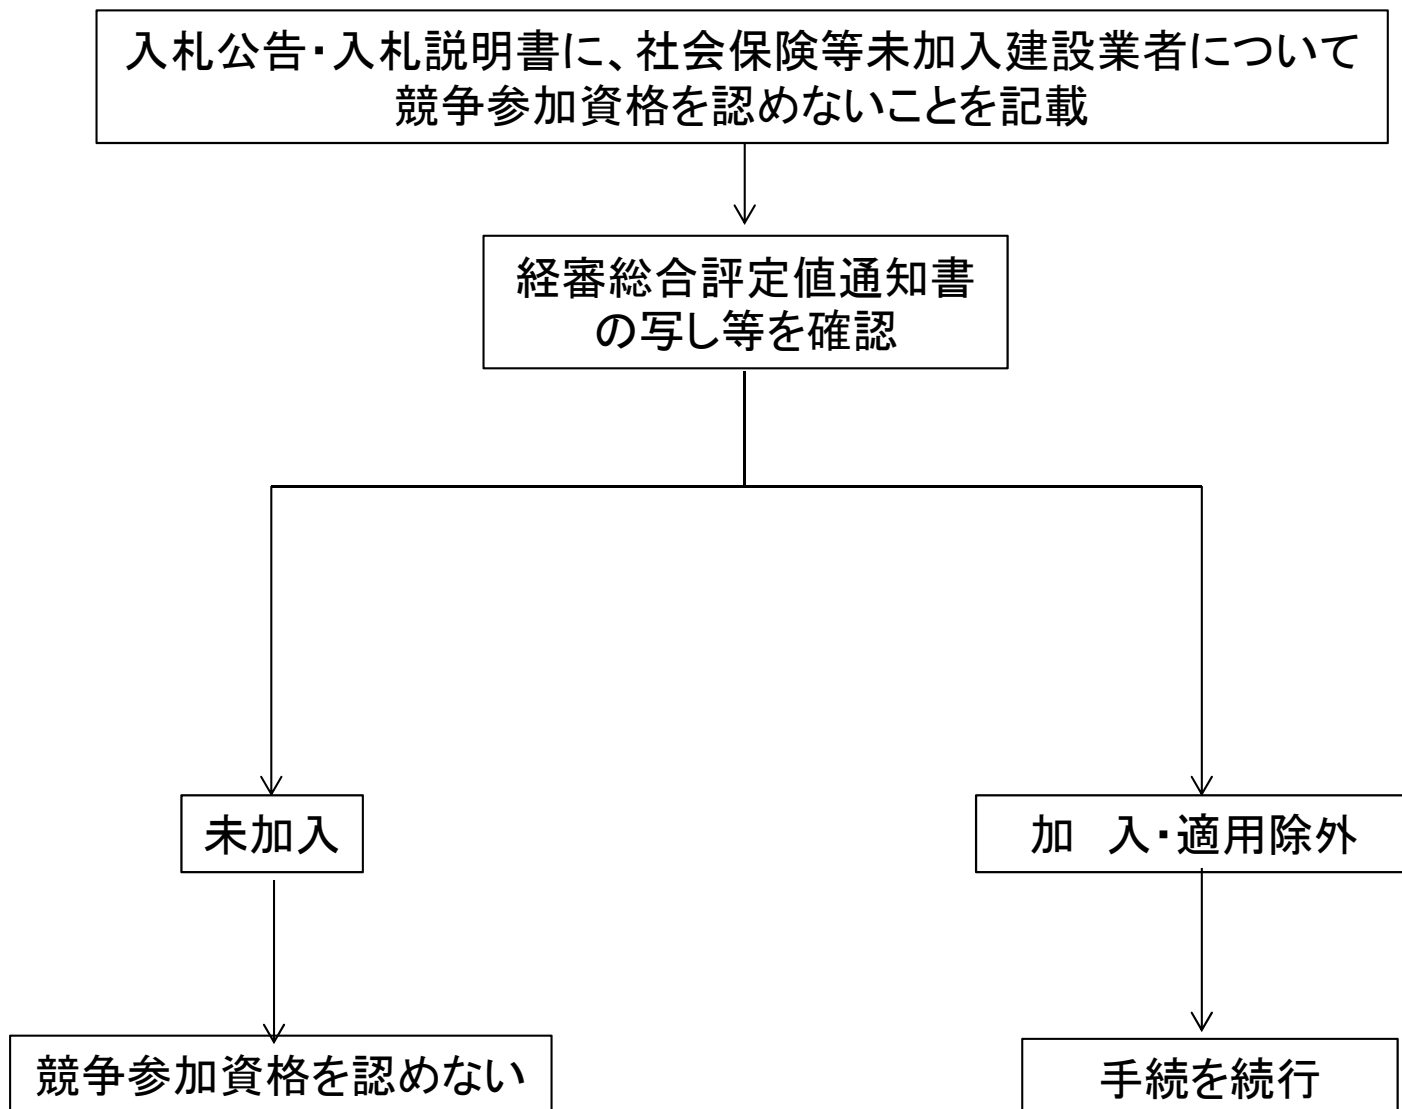 入札公告・入札説明書に、社会保険等未加入建設業者について
競争参加資格を認めないことを記載
経審総合評定値通知書
の写し等を確認
未加入
加　入・適用除外
競争参加資格を認めない
手続を続行